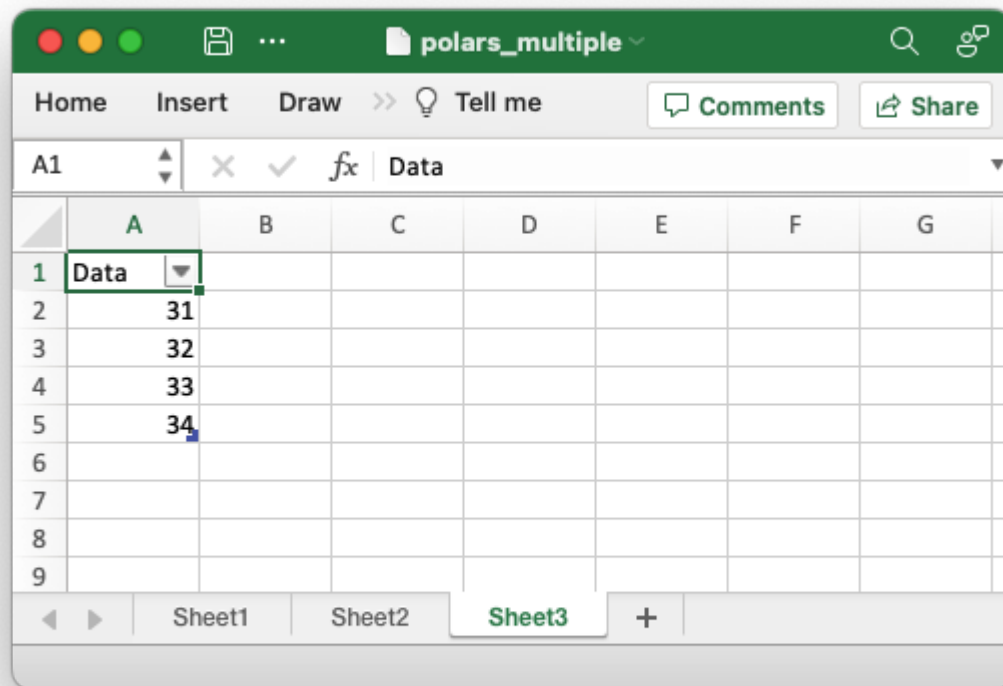 polars_multiple
Home Insert Draw Tell me Comments Share
A1 fx Data
A B C D E F G
1 Data
2 31
3 32
4 33
5 34
6
7
8
9
Sheet1 Sheet2 Sheet3 +